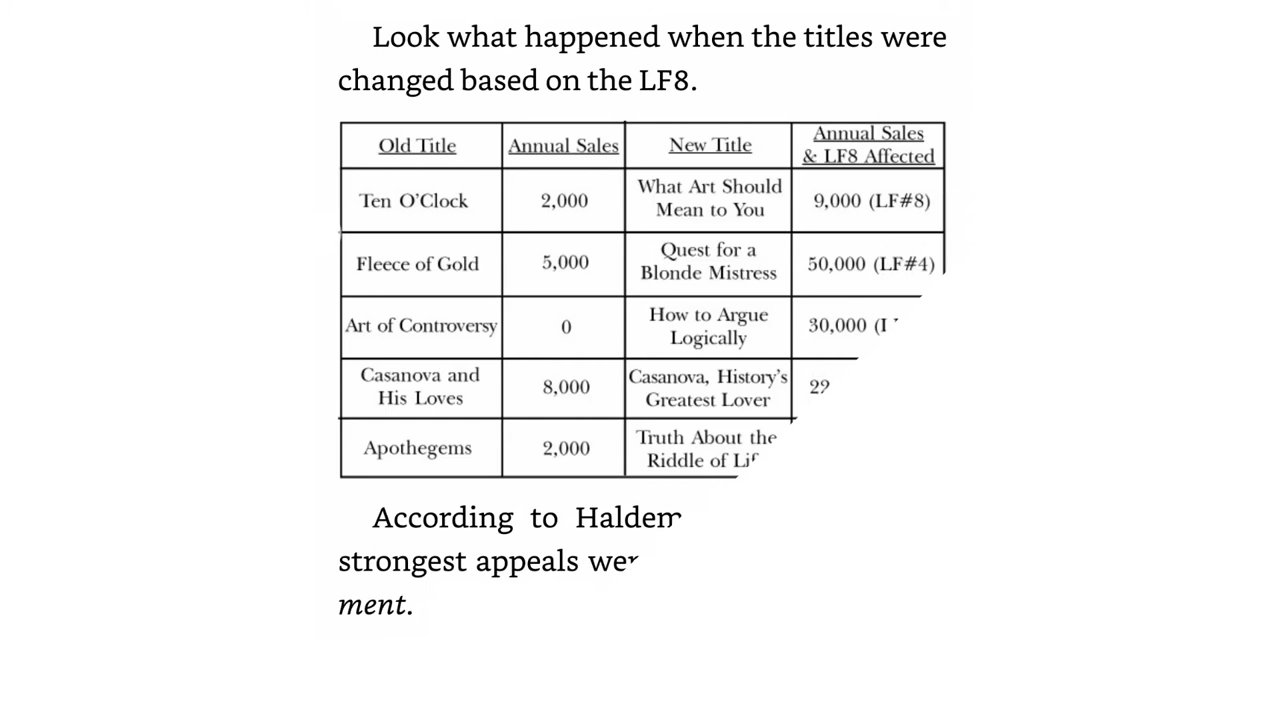 Look what happened when the titles were
changed based on the LF8.
Old Title Annual Sales New Title Annual Sales & LF8 Affected
Ten O'Clock 2,000 What Art Should Mean to You 9,000 (LF#8)
Fleece of Gold 5,000 Quest for a Blonde Mistress 50,000 (LF#4)
Art of Controversy 0 How to Argue Logically 30,000
Casanova and His Loves 8,000 Casanova, History's Greatest Lover
Apothegems 2,000 Truth About the Riddle of
According to
strongest appeals
ment.